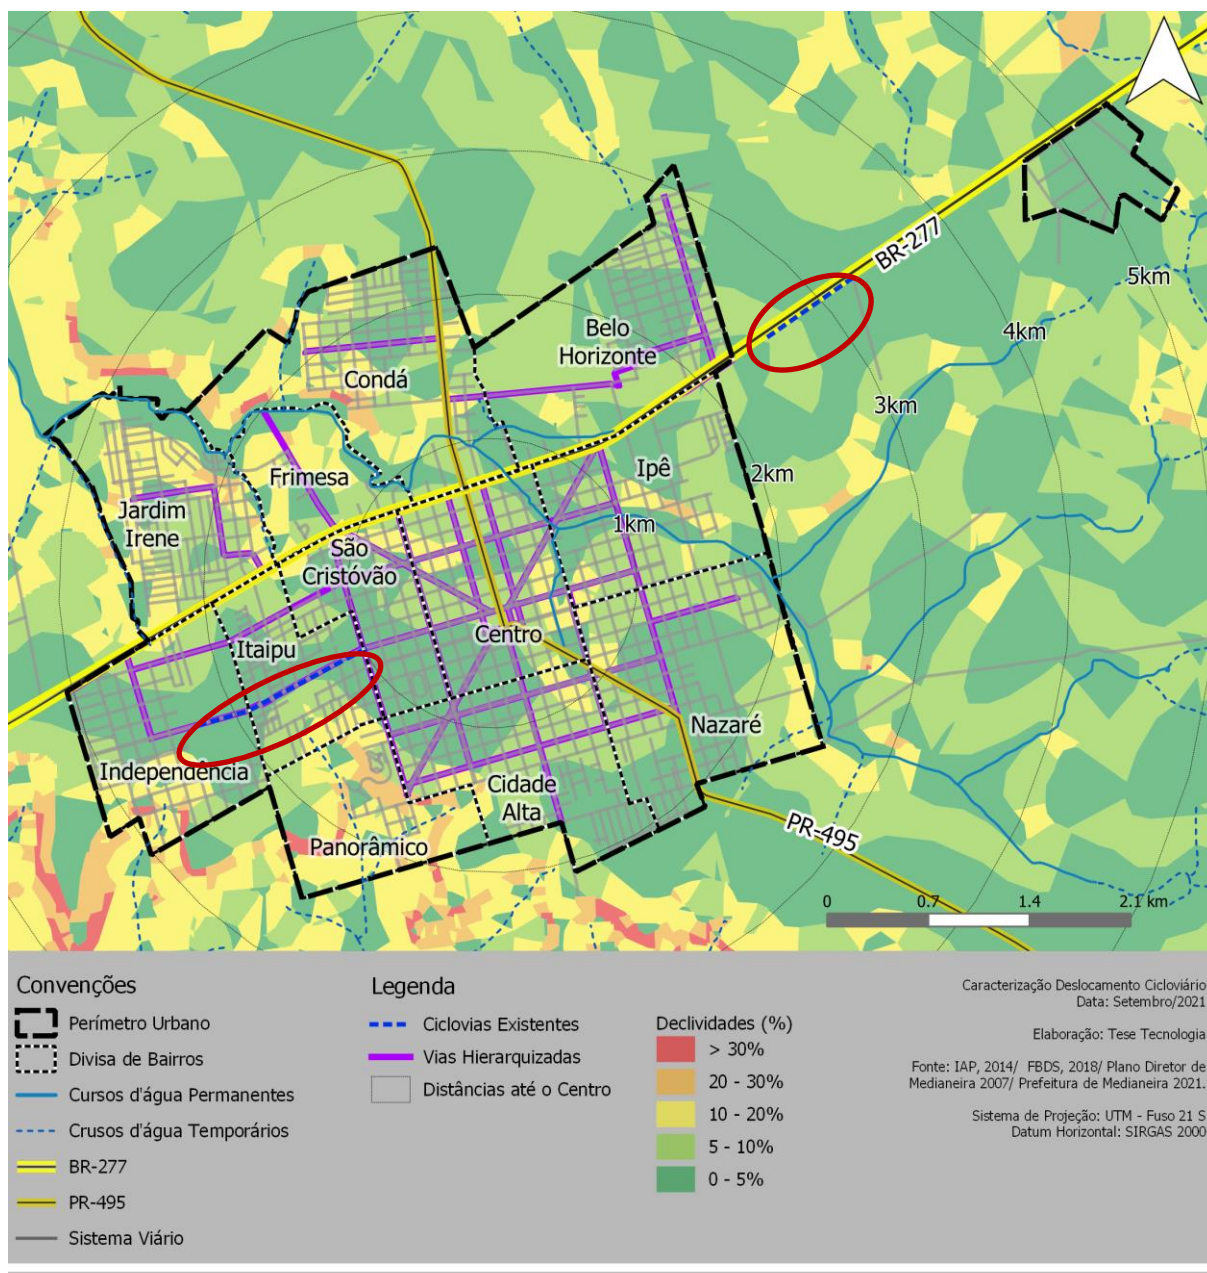 BR-277
5km
4km
Belo
Horizonte
Condá
3km
Ipê
2km
Frimesa
Jardim
Irene
1km
São
Cristóvão
Centro
Itaipu
Nazaré
Independência
Cidade
Alta
Panorâmico
PR-495
0 0.7 1.4 2.1 km
Convenções
Perímetro Urbano
Divisa de Bairros
Cursos d'água Permanentes
Crusos d'água Temporários
BR-277
PR-495
Sistema Viário
Legenda
Ciclovias Existentes
Vias Hierarquizadas
Distâncias até o Centro
Declividades (%)
> 30%
20 - 30%
10 - 20%
5 - 10%
0 - 5%
Caracterização Deslocamento Cicloviário
Data: Setembro/2021
Elaboração: Tese Tecnologia
Fonte: IAP, 2014/ FBDS, 2018/ Plano Diretor de
Medianeira 2007/ Prefeitura de Medianeira 2021.
Sistema de Projeção: UTM - Fuso 21 S
Datum Horizontal: SIRGAS 2000